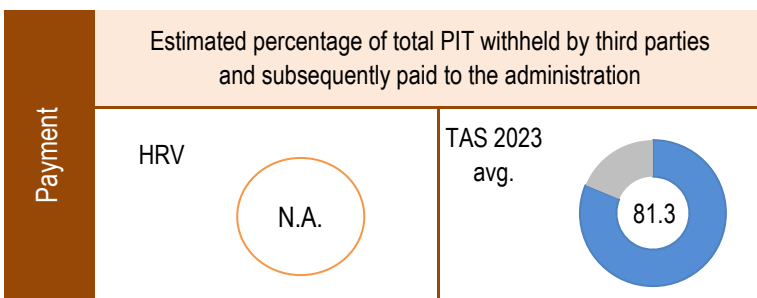 Payment
Estimated percentage of total PIT withheld by third parties
and subsequently paid to the administration
HRV
N.A.
TAS 2023
avg.
81.3